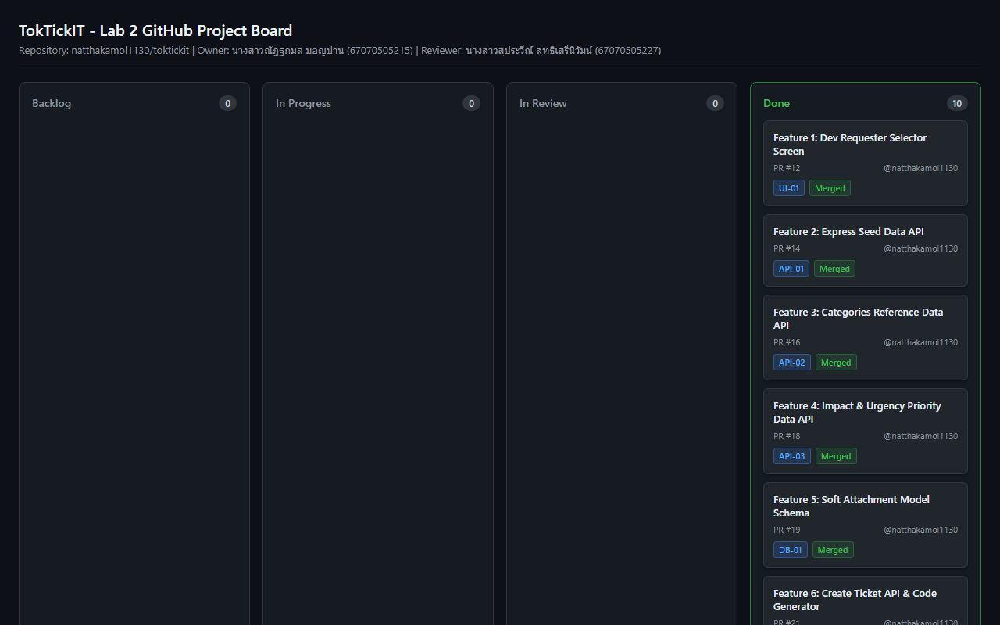 TokTickIT - Lab 2 GitHub Project Board
Repository: natthakamol1130/toktickit | Owner: นางสาวณัฏฐกมล มอญปาน (67070505215) | Reviewer: นางสาวสุประวีณ์ สุทธิเสรีนิวัมน์ (67070505227)
Backlog 0
In Progress 0
In Review 0
Done 10
Feature 1: Dev Requester Selector
Screen
PR #12 @natthakamol1130
UI-01 Merged
Feature 2: Express Seed Data API
PR #14 @natthakamol1130
API-01 Merged
Feature 3: Categories Reference Data
API
PR #16 @natthakamol1130
API-02 Merged
Feature 4: Impact & Urgency Priority
Data API
PR #18 @natthakamol1130
API-03 Merged
Feature 5: Soft Attachment Model
Schema
PR #19 @natthakamol1130
DB-01 Merged
Feature 6: Create Ticket API & Code
Generator
PR #21 @natthakamol1130